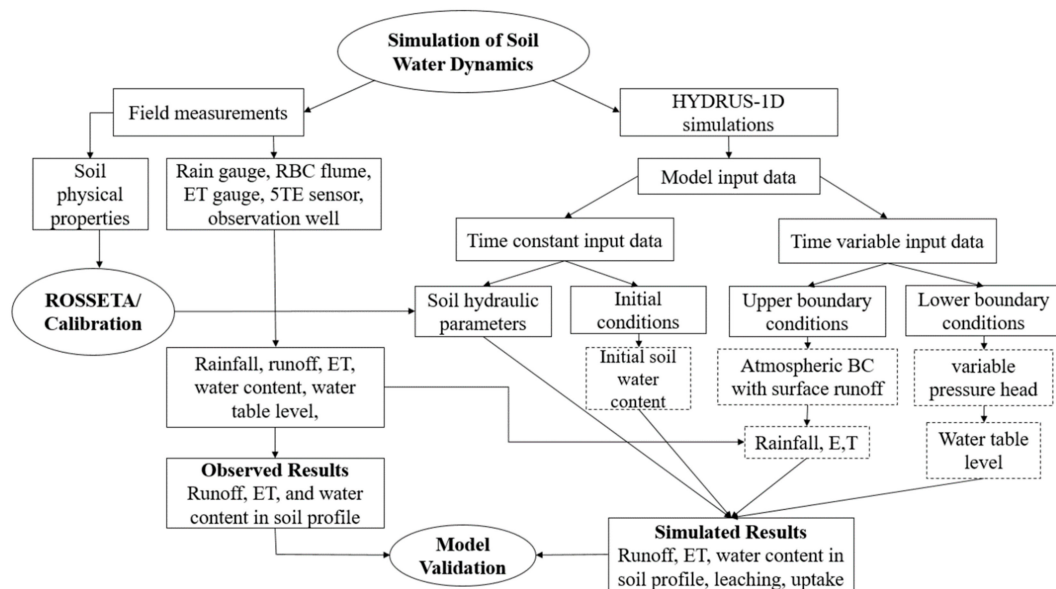 Simulation of Soil
Water Dynamics
Field measurements
HYDRUS-1D
simulations
Soil
physical
properties
Rain gauge, RBC flume,
ET gauge, 5TE sensor,
observation well
Model input data
Time constant input data
Time variable input data
ROSSETA/
Calibration
Soil hydraulic
parameters
Initial
conditions
Upper boundary
conditions
Lower boundary
conditions
Rainfall, runoff, ET,
water content, water
table level,
Initial soil
water
content
Atmospheric BC
with surface runoff
variable
pressure head
Rainfall, E,T
Water table
level
Observed Results
Runoff, ET, and water
content in soil profile
Model
Validation
Simulated Results
Runoff, ET, water content in
soil profile, leaching, uptake